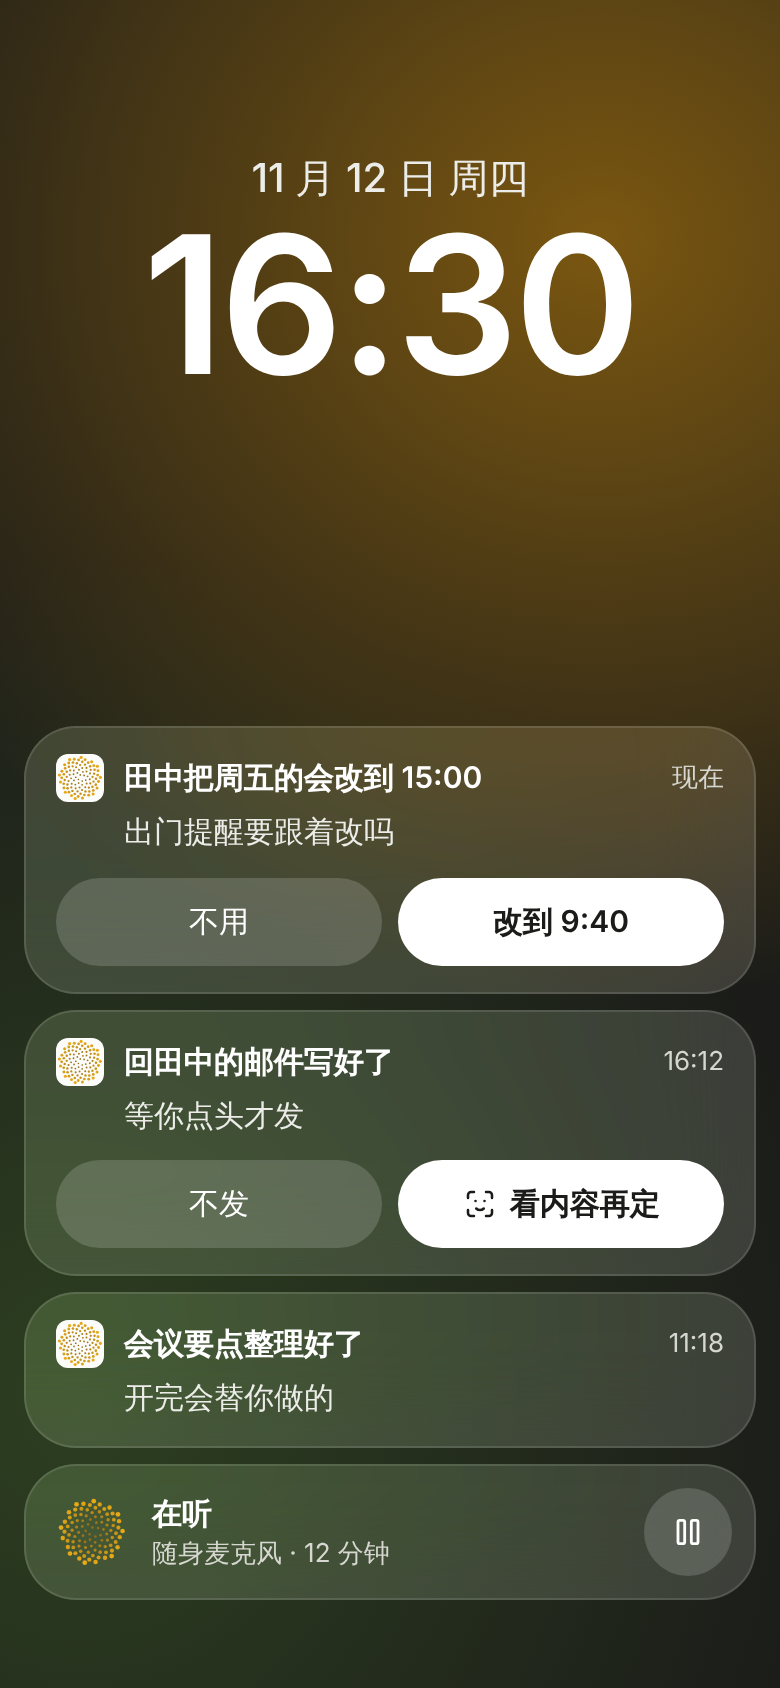 11 月 12 日 周四
16:30
田中把周五的会改到 15:00
现在
出门提醒要跟着改吗
不用
改到 9:40
回田中的邮件写好了
16:12
等你点头才发
不发
看内容再定
会议要点整理好了
11:18
开完会替你做的
在听
随身麦克风 · 12 分钟